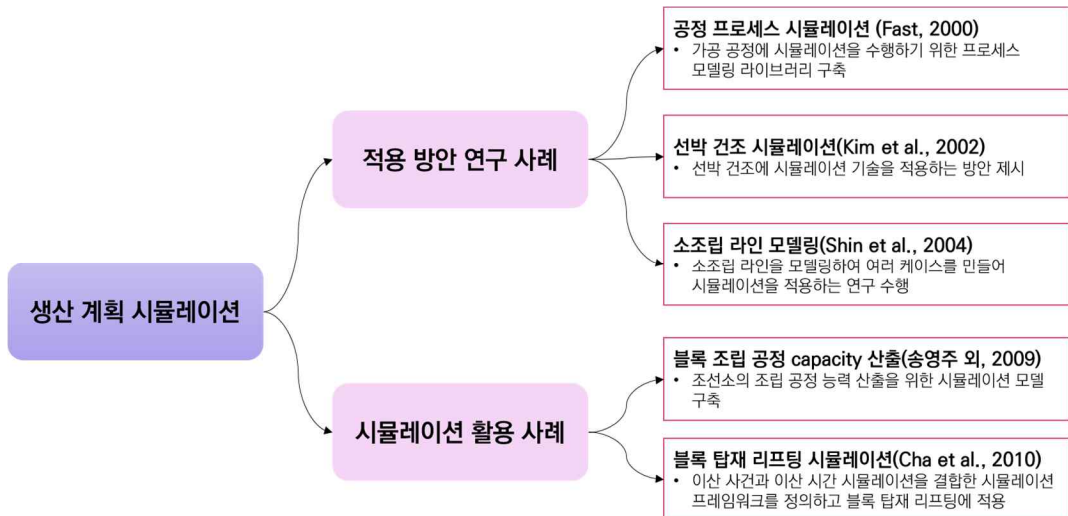 생산 계획 시뮬레이션
적용 방안 연구 사례
공정 프로세스 시뮬레이션 (Fast, 2000)
• 가공 공정에 시뮬레이션을 수행하기 위한 프로세스
모델링 라이브러리 구축
선박 건조 시뮬레이션(Kim et al., 2002)
• 선박 건조에 시뮬레이션 기술을 적용하는 방안 제시
소조립 라인 모델링(Shin et al., 2004)
• 소조립 라인을 모델링하여 여러 케이스를 민들어
시뮬레이션을 적용하는 연구 수행
시뮬레이션 활용 사례
블록 조립 공정 capacity 산출(송영주 외, 2009)
• 조선소의 조립 공정 능력 산출을 위한 시뮬레이션 모델
구축
블록 탑재 리프팅 시뮬레이션(Cha et al., 2010)
• 이산 사건과 이산 시간 시뮬레이션을 결합한 시뮬레이션
프레임워크를 정의하고 블록 탑재 리프팅에 적용